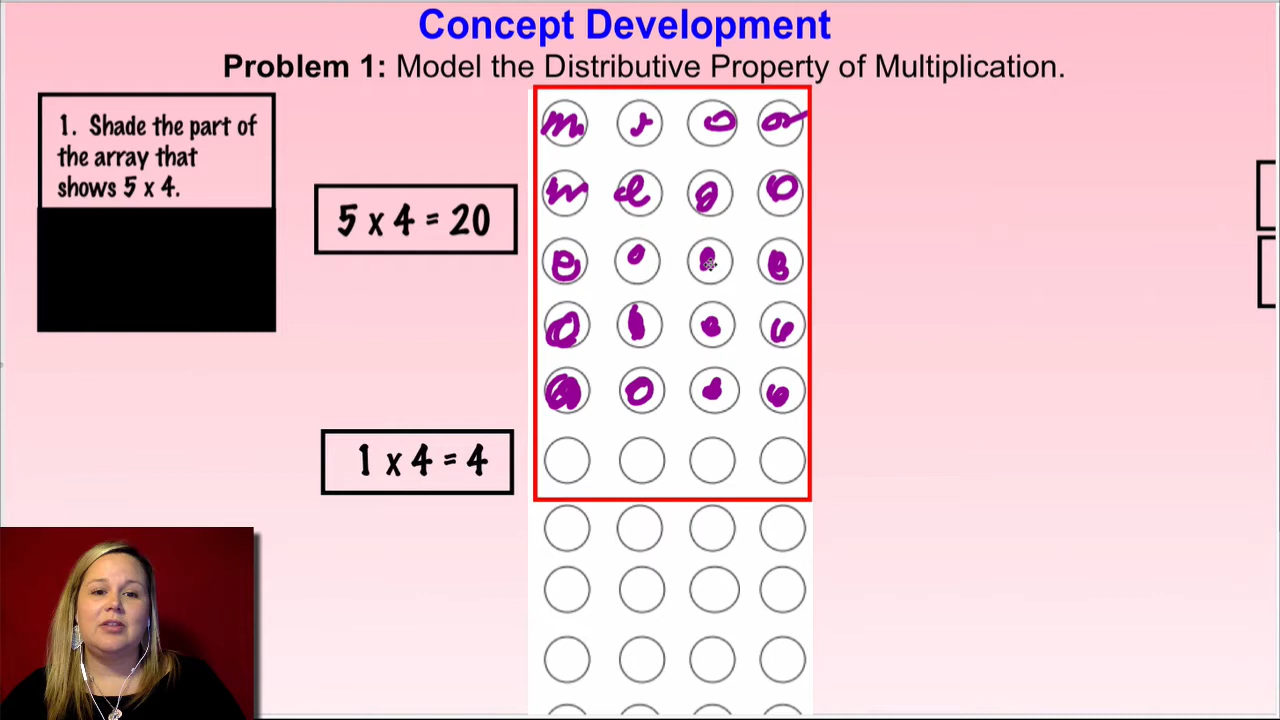 Concept Development
Problem 1: Model the Distributive Property of Multiplication.
1. Shade the part of
the array that
shows 5 x 4.
5 x 4 = 20
1 x 4 = 4